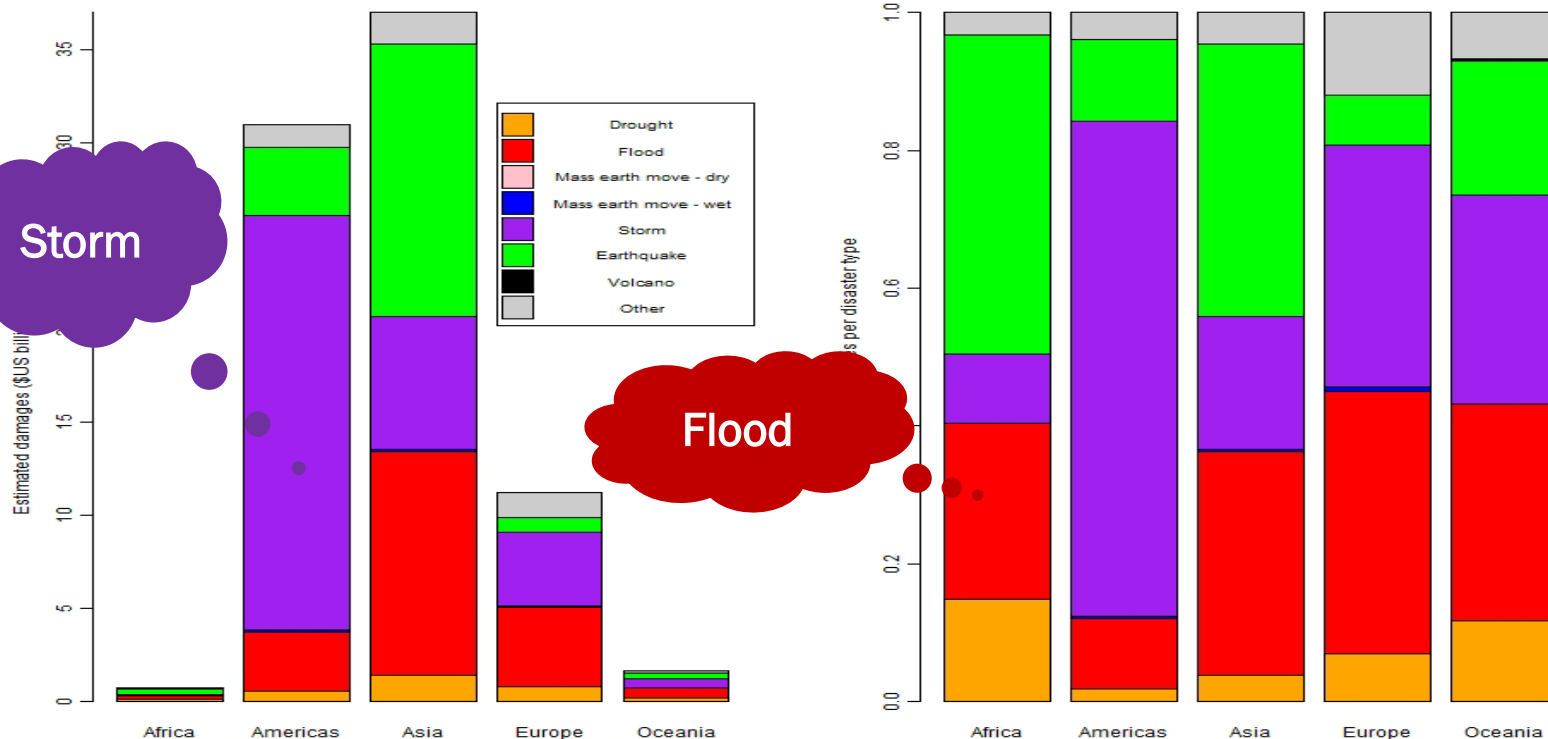 35
30
15
10
5
0
Estimated damages ($US billi
Storm
Drought
Flood
Mass earth move - dry
Mass earth move - wet
Storm
Earthquake
Volcano
Other
Flood
Africa
Americas
Asia
Europe
Oceania
1.0
0.8
0.6
0.2
0.0
per disaster type
Africa
Americas
Asia
Europe
Oceania